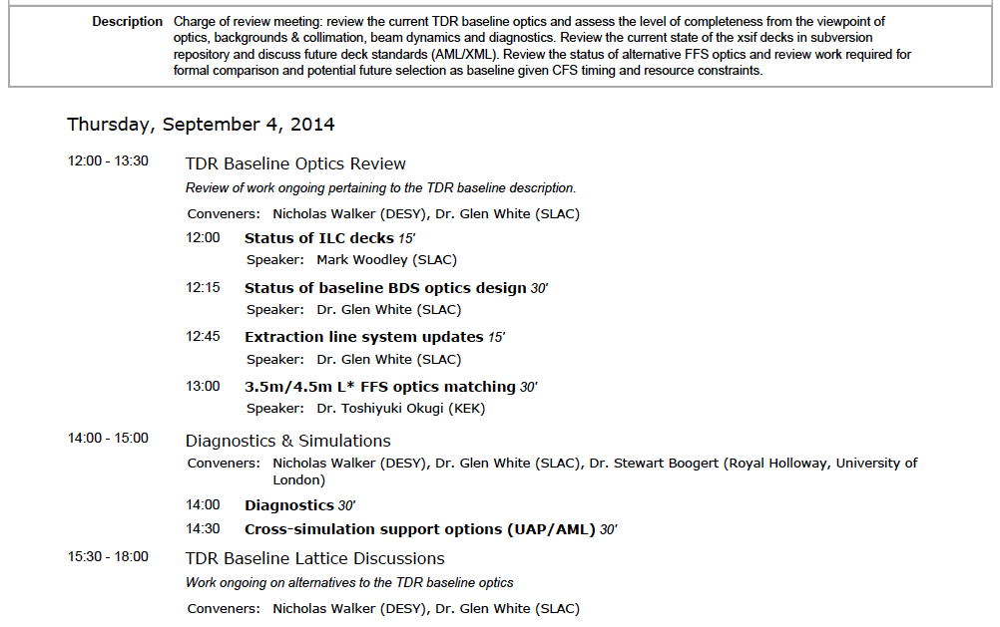 Description Charge of review meeting: review the current TDR baseline optics and assess the level of completeness from the viewpoint of
optics, backgrounds & collimation, beam dynamics and diagnostics. Review the current state of the xsif decks in subversion
repository and discuss future deck standards (AML/XML). Review the status of alternative FFS optics and review work required for
formal comparison and potential future selection as baseline given CFS timing and resource constraints.
Thursday, September 4, 2014
12:00 - 13:30 TDR Baseline Optics Review
Review of work ongoing pertaining to the TDR baseline description.
Conveners: Nicholas Walker (DESY), Dr. Glen White (SLAC)
12:00 Status of ILC decks 15'
Speaker: Mark Woodley (SLAC)
12:15 Status of baseline BDS optics design 30'
Speaker: Dr. Glen White (SLAC)
12:45 Extraction line system updates 15'
Speaker: Dr. Glen White (SLAC)
13:00 3.5m/4.5m L* FFS optics matching 30'
Speaker: Dr. Toshiyuki Okugi (KEK)
14:00 - 15:00 Diagnostics & Simulations
Conveners: Nicholas Walker (DESY), Dr. Glen White (SLAC), Dr. Stewart Boogert (Royal Holloway, University of
London)
14:00 Diagnostics 30'
14:30 Cross-simulation support options (UAP/AML) 30'
15:30 - 18:00 TDR Baseline Lattice Discussions
Work ongoing on alternatives to the TDR baseline optics
Conveners: Nicholas Walker (DESY), Dr. Glen White (SLAC)